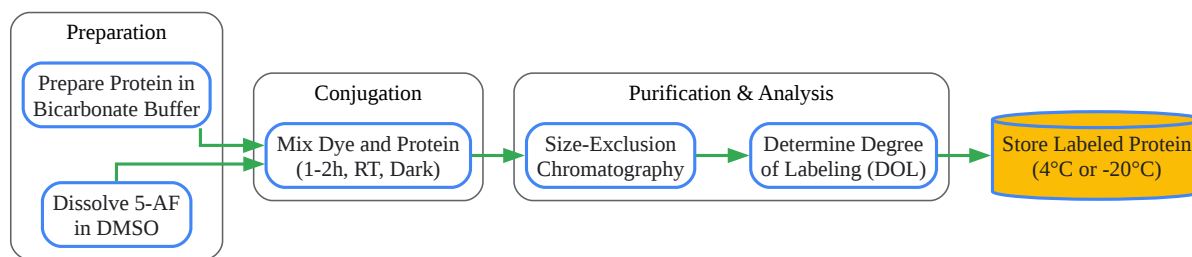 Preparation
Prepare Protein in
Bicarbonate Buffer
Dissolve 5-AF
in DMSO
Conjugation
Mix Dye and Protein
(1-2h, RT, Dark)
Purification & Analysis
Size-Exclusion
Chromatography
Determine Degree
of Labeling (DOL)
Store Labeled Protein
(4°C or -20°C)